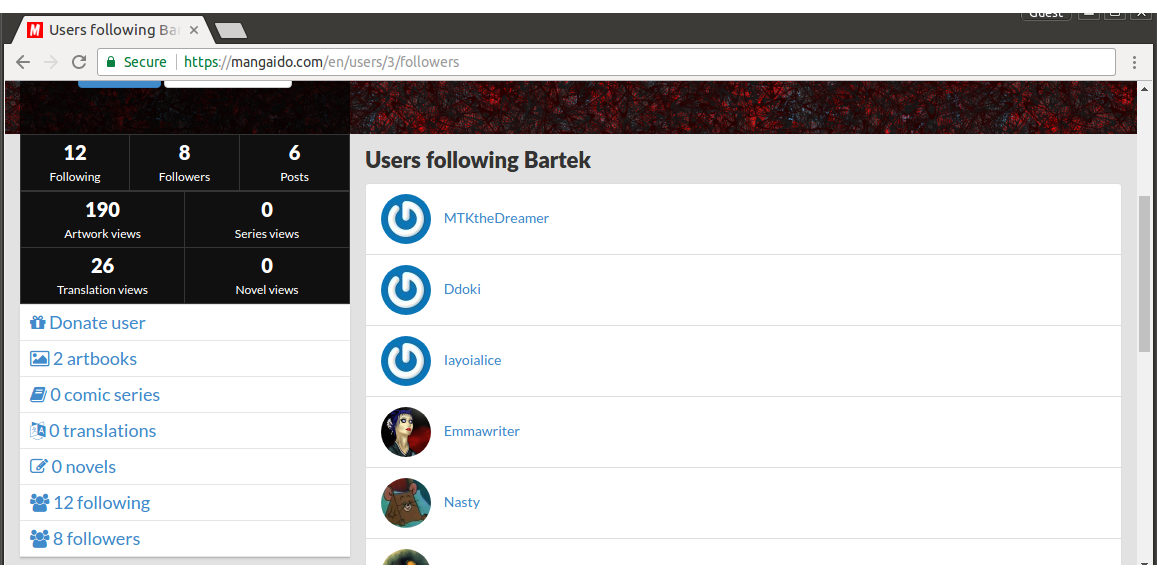 Guest
M Users following Bar
Secure https://mangaido.com/en/users/3/followers
12 8 6
Following Followers Posts
190 0
Artwork views Series views
26 0
Translation views Novel views
Donate user
2 artbooks
0 comic series
0 translations
0 novels
12 following
8 followers
Users following Bartek
MTKtheDreamer
Ddoki
Iayoialice
Emmawriter
Nasty